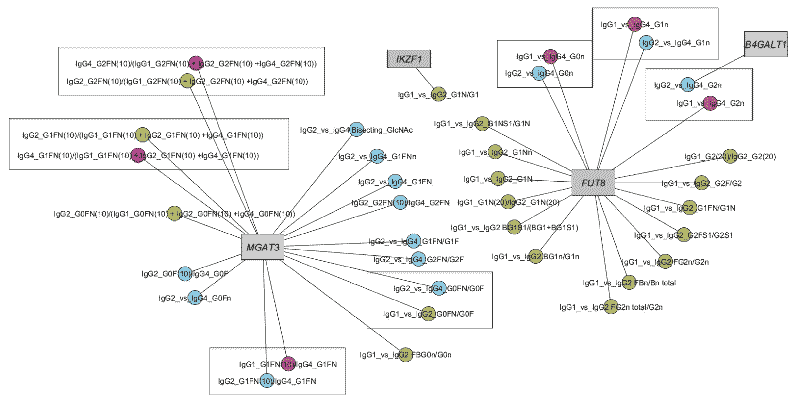 IgG1_vs_IgG4_G1n
IgG2_vs_IgG4_G1n
B4GALT1
IgG4_G2FN(10)/(IgG1_G2FN(10) + IgG2_G2FN(10) +IgG4_G2FN(10))
IgG2_G2FN(10)/(IgG1_G2FN(10) + IgG2_G2FN(10) +IgG4_G2FN(10))
IKZF1
IgG1_vs_IgG4_G0n
IgG2_vs_IgG4_G0n
IgG2_vs_IgG4_G2n
IgG1_vs_IgG4_G2n
IgG1_vs_IgG2_G1N/G1
IgG2_G1FN(10)/(IgG1_G1FN(10) + IgG2_G1FN(10) +IgG4_G1FN(10))
IgG4_G1FN(10)/(IgG1_G1FN(10) + IgG2_G1FN(10) +IgG4_G1FN(10))
IgG2_vs_IgG4 Bisecting_GlcNAc
IgG1_vs_IgG2_G1NS1/G1N
IgG2_vs_IgG4_G1FNn
IgG1_vs_IgG2_G1Nn
IgG1_G2(20)/IgG2_G2(20)
IgG2_vs_IgG4_G1FN
IgG1_vs_IgG2_G1N
FUT8
IgG1_vs_IgG2_G2F/G2
IgG2_G2FN(10)/IgG4_G2FN
IgG1_G1N(20)/IgG2_G1N(20)
IgG1_vs_IgG2_G1FN/G1N
IgG2_G0FN(10)/(IgG1_G0FN(10) + IgG2_G0FN(10) +IgG4_G0FN(10))
IgG1_vs_IgG2 BG1S1/(BG1+BG1S1)
IgG1_vs_IgG2_G2FS1/G2S1
MGAT3
IgG2_vs_IgG4_G1FN/G1F
IgG2_vs_IgG4_G2FN/G2F
IgG1_vs_IgG2 BG1n/G1n
IgG1_vs_IgG2/FG2n/G2n
IgG2_G0F(10)/IgG4_G0F
IgG2_vs_IgG4_G0Fn
IgG2_vs_IgG4_G0FN/G0F
IgG1_vs_IgG2 FBn/Bn total
IgG1_vs_IgG2_G0FN/G0F
IgG1_vs_IgG2 FG2n total/G2n
IgG1_vs_IgG2 FBG0n/G0n
IgG1_G1FN(10)/IgG4_G1FN
IgG2_G1FN(10)/IgG4_G1FN